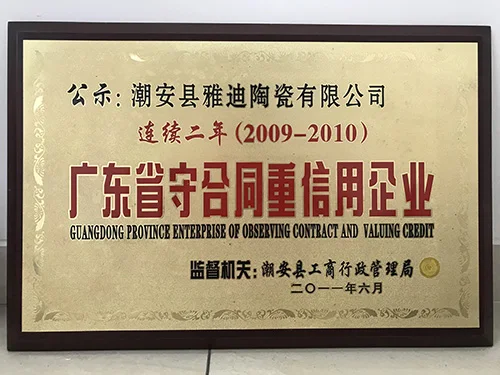 公示：潮安县雅迪陶瓷有限公司
连续二年(2009-2010)
广东省守合同重信用企业
GUANGDONG PROVINCE ENTERPRISE OF OBSERVING CONTRACT AND VALUING CREDIT
监督机关：潮安县工商行政管理局
二〇一一年六月